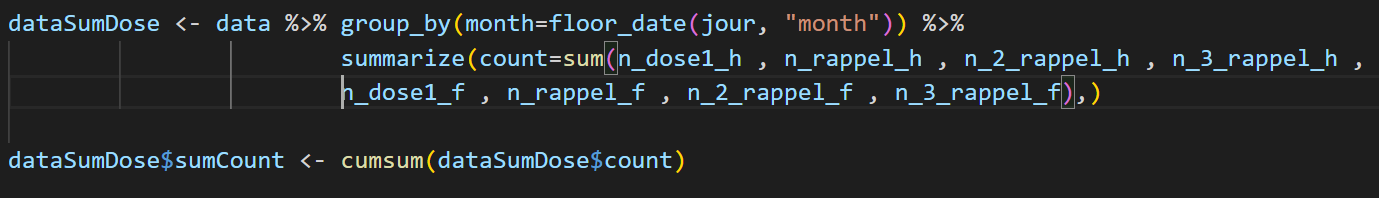 dataSumDose <- data %>% group_by(month=floor_date(jour, "month")) %>%
summarize(count=sum(n_dose1_h , n_rappel_h , n_2_rappel_h , n_3_rappel_h ,
n_dose1_f , n_rappel_f , n_2_rappel_f , n_3_rappel_f),)
dataSumDose$sumCount <- cumsum(dataSumDose$count)